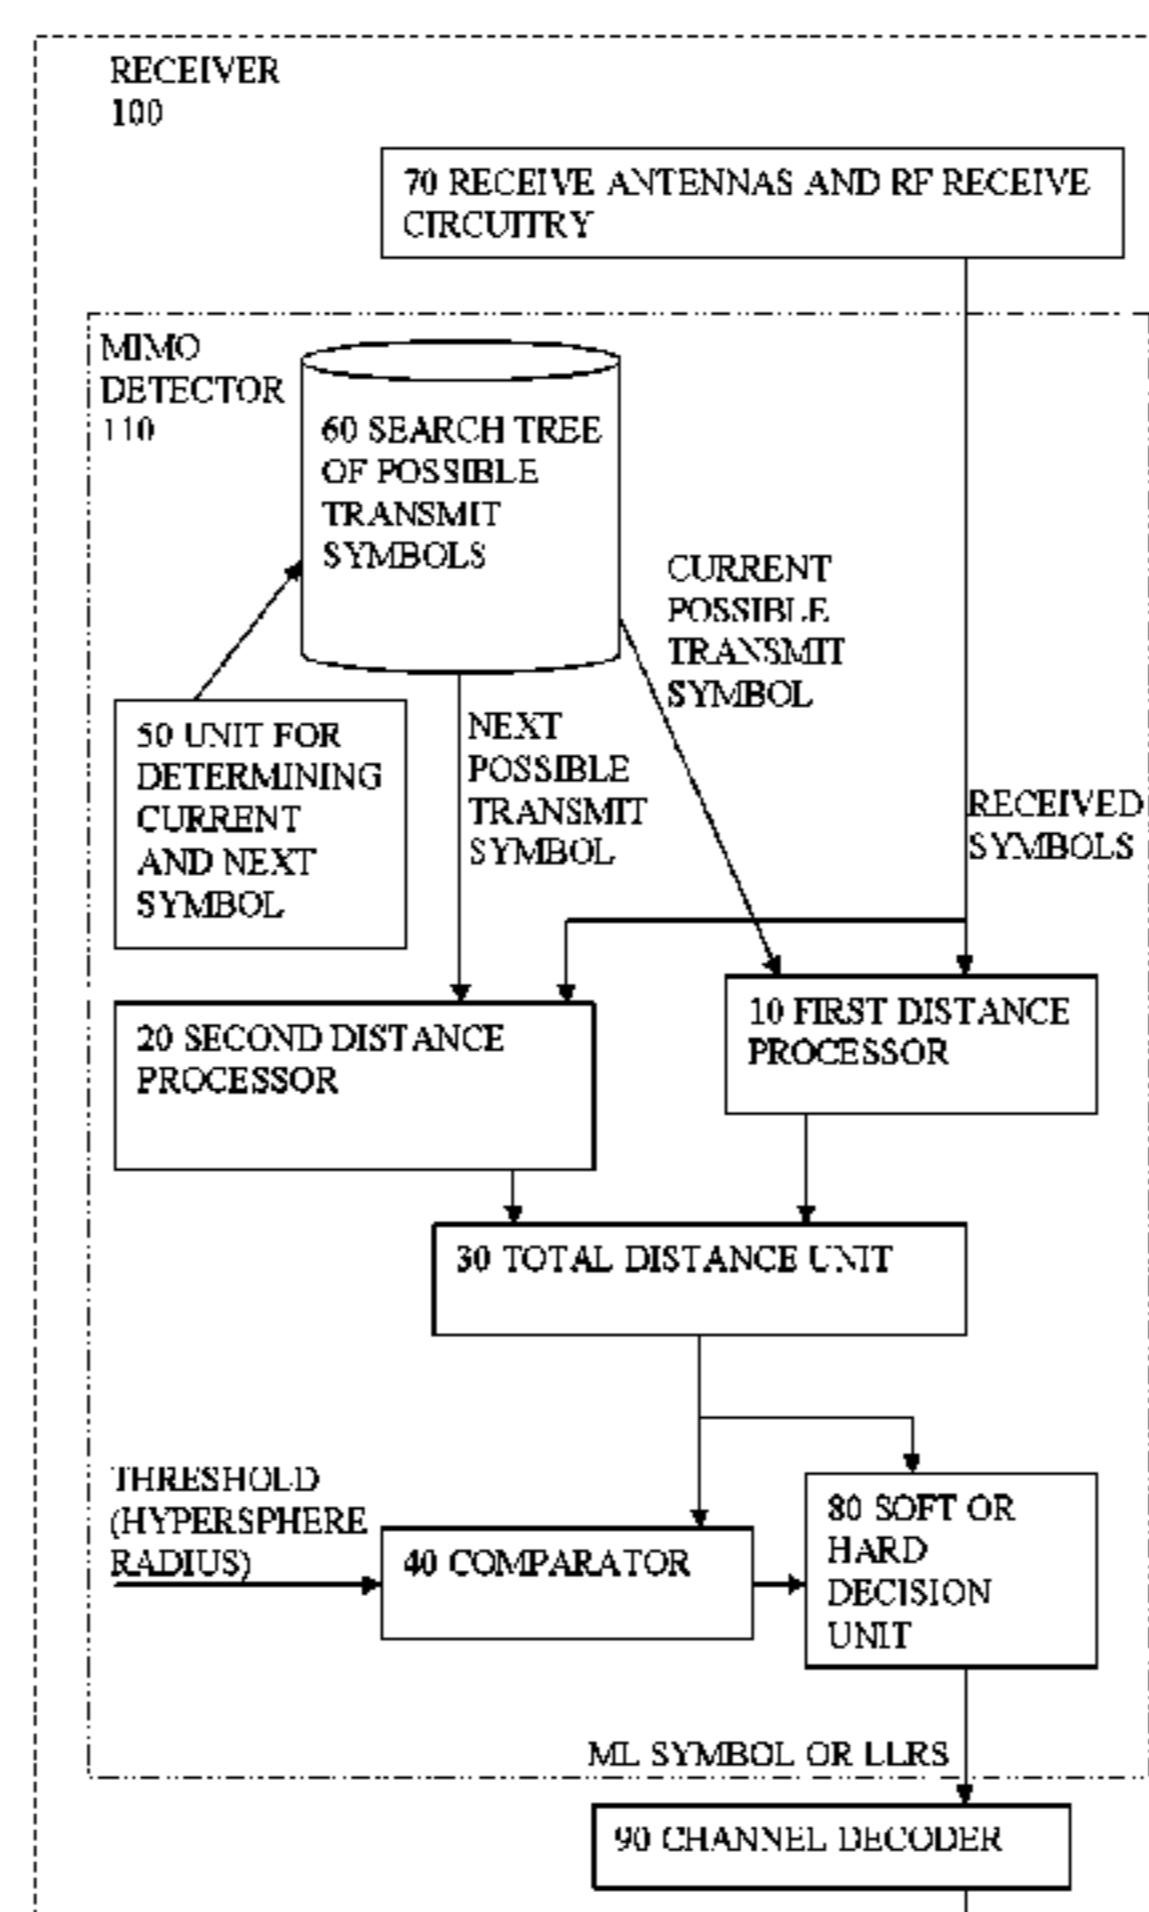 RECEIVER
100
70 RECEIVE ANTENNAS AND RF RECEIVE
CIRCUITRY
MIMO
DETECTOR
110
60 SEARCH TREE
OF POSSIBLE
TRANSMIT
SYMBOLS
CURRENT
POSSIBLE
TRANSMIT
SYMBOL
50 UNIT FOR
DETERMINING
CURRENT
AND NEXT
SYMBOL
NEXT
POSSIBLE
TRANSMIT
SYMBOL
RECEIVED
SYMBOLS
20 SECOND DISTANCE
PROCESSOR
10 FIRST DISTANCE
PROCESSOR
30 TOTAL DISTANCE UNIT
THRESHOLD
(HYPERSPHERE
RADIUS)
40 COMPARATOR
80 SOFT OR
HARD
DECISION
UNIT
ML SYMBOL OR LLRS
90 CHANNEL DECODER